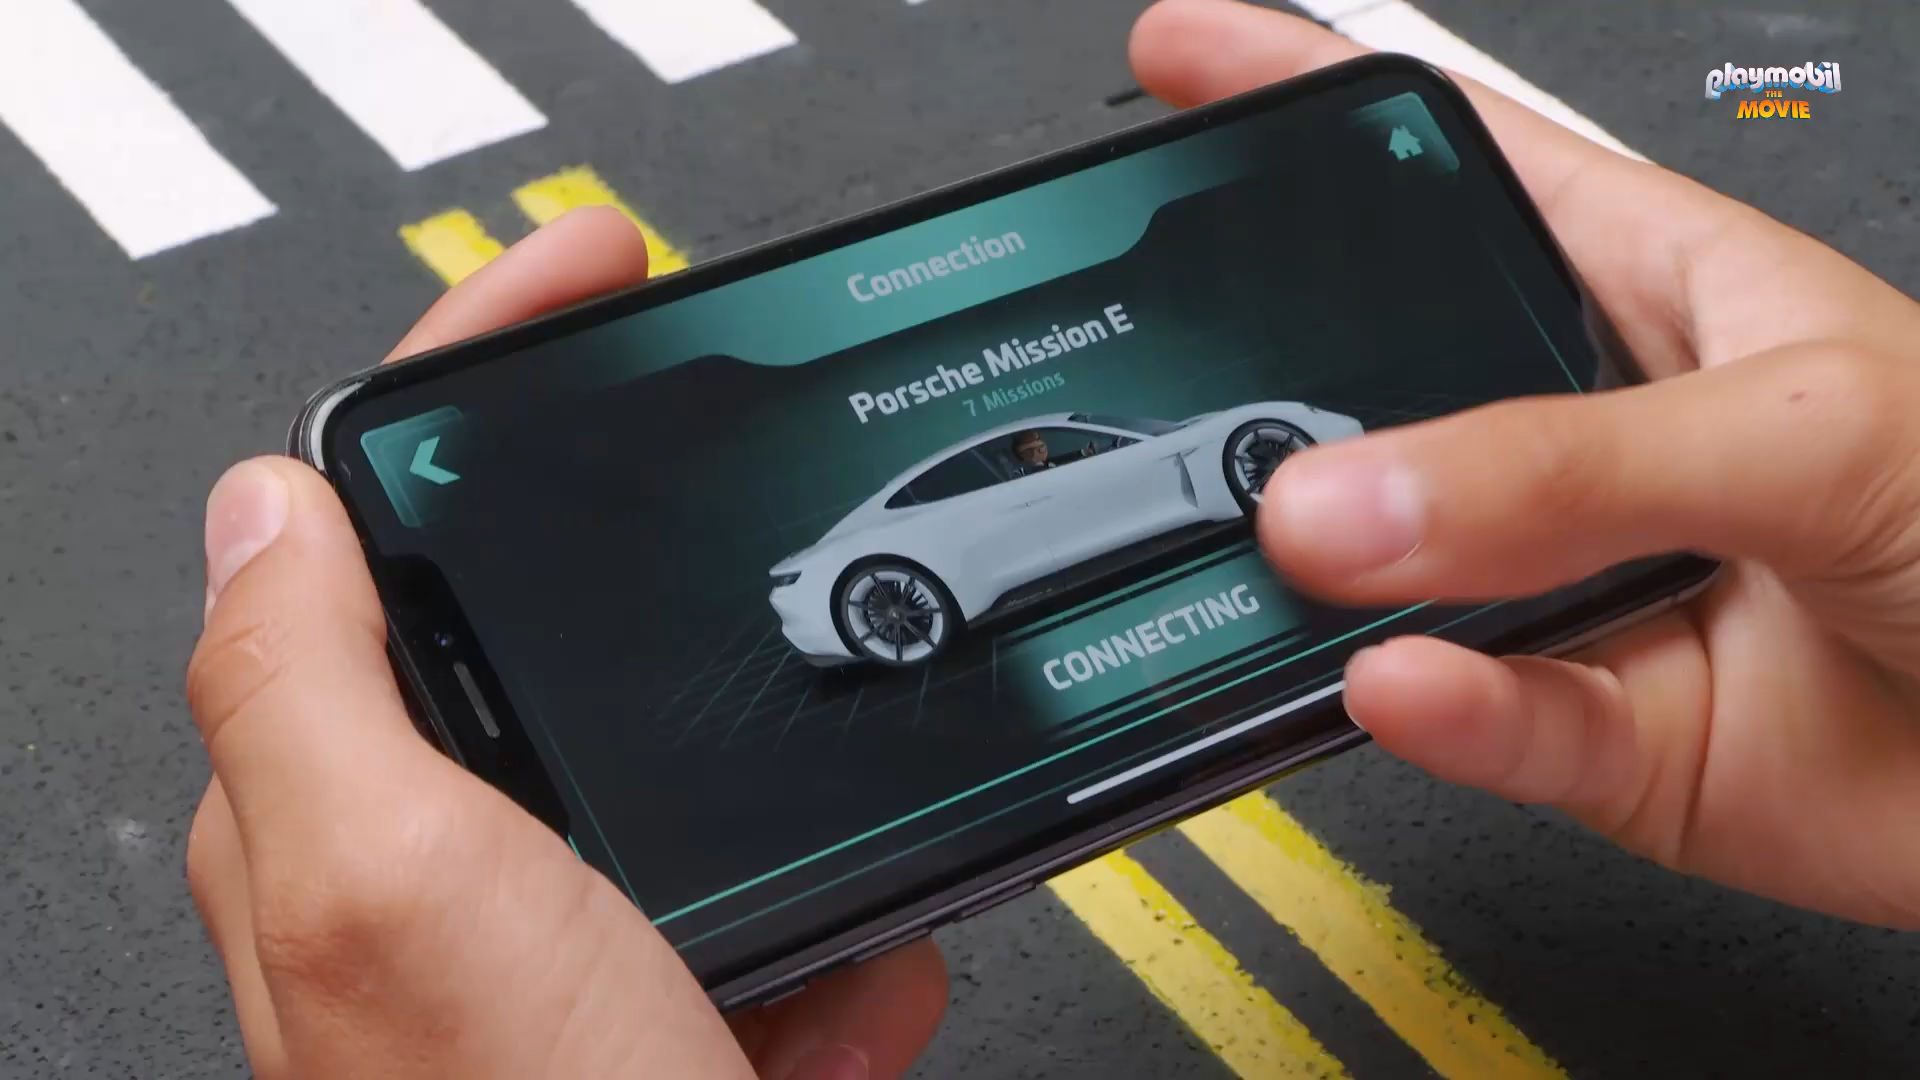 playmobil
THE
MOVIE
Connection
Porsche Mission E
7 Missions
CONNECTING